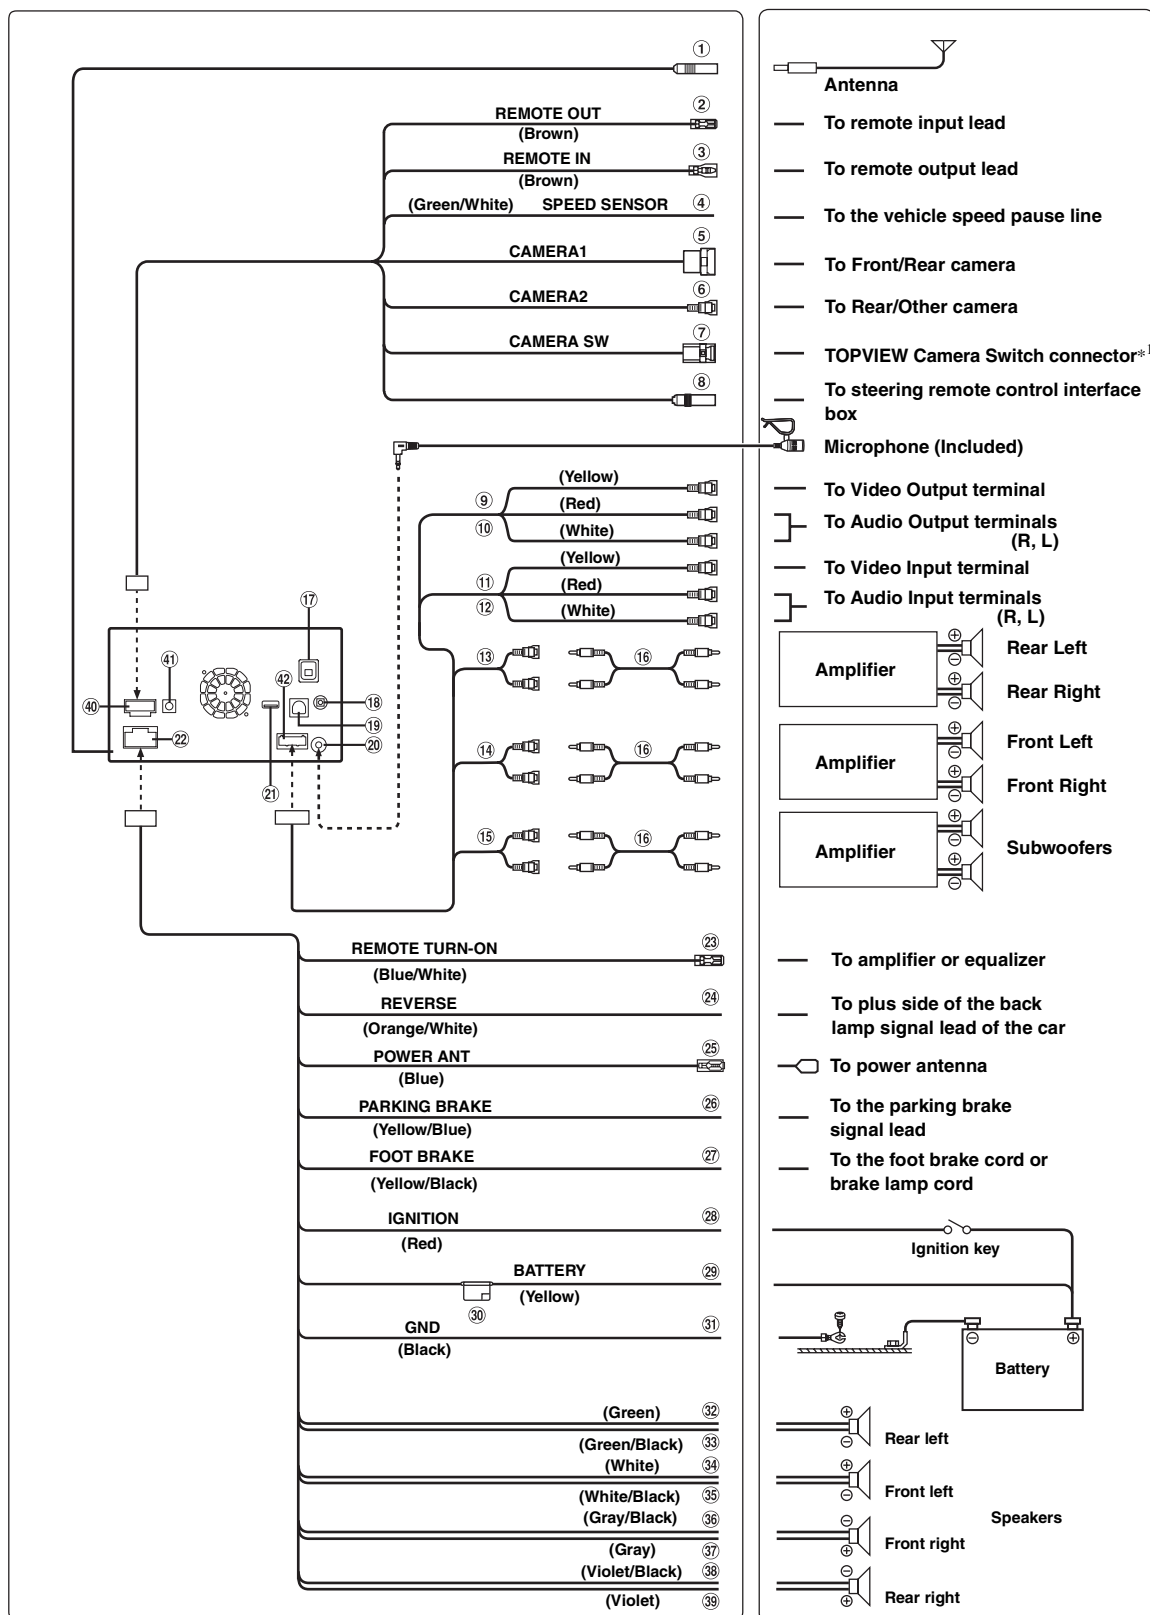 ①
Antenna
②
REMOTE OUT
(Brown)
To remote input lead
③
REMOTE IN
(Brown)
To remote output lead
(Green/White) SPEED SENSOR ④
To the vehicle speed pause line
⑤
CAMERA1
To Front/Rear camera
⑥
CAMERA2
To Rear/Other camera
⑦
CAMERA SW
TOPVIEW Camera Switch connector*1
⑧
To steering remote control interface
box
Microphone (Included)
(Yellow)
To Video Output terminal
⑨
(Red)
⑩
(White)
To Audio Output terminals
(R, L)
(Yellow)
To Video Input terminal
⑪
(Red)
⑫
(White)
To Audio Input terminals
(R, L)
⑰
㊶
㊷
⑱
⑲
⑳
㊵
㉒
㉑
⑬
⑯
Amplifier
⊕
⊖
Rear Left
⊕
⊖
Rear Right
⑭
⑯
Amplifier
⊕
⊖
Front Left
⊕
⊖
Front Right
⑮
⑯
Amplifier
⊕
⊖
⊕
⊖
Subwoofers
REMOTE TURN-ON
(Blue/White)
㉓
To amplifier or equalizer
REVERSE
(Orange/White)
㉔
To plus side of the back
lamp signal lead of the car
POWER ANT
(Blue)
㉕
To power antenna
PARKING BRAKE
(Yellow/Blue)
㉖
To the parking brake
signal lead
FOOT BRAKE
(Yellow/Black)
㉗
To the foot brake cord or
brake lamp cord
IGNITION
(Red)
㉘
Ignition key
BATTERY
(Yellow)
㉙
㉚
GND
(Black)
㉛
⊖ ⊕
Battery
(Green) ㉜
(Green/Black) ㉝
⊕
⊖
Rear left
(White) ㉞
(White/Black) ㉟
⊕
⊖
Front left
Speakers
(Gray/Black) ㊱
(Gray) ㊲
⊖
⊕
Front right
(Violet/Black) ㊳
(Violet) ㊴
⊖
⊕
Rear right